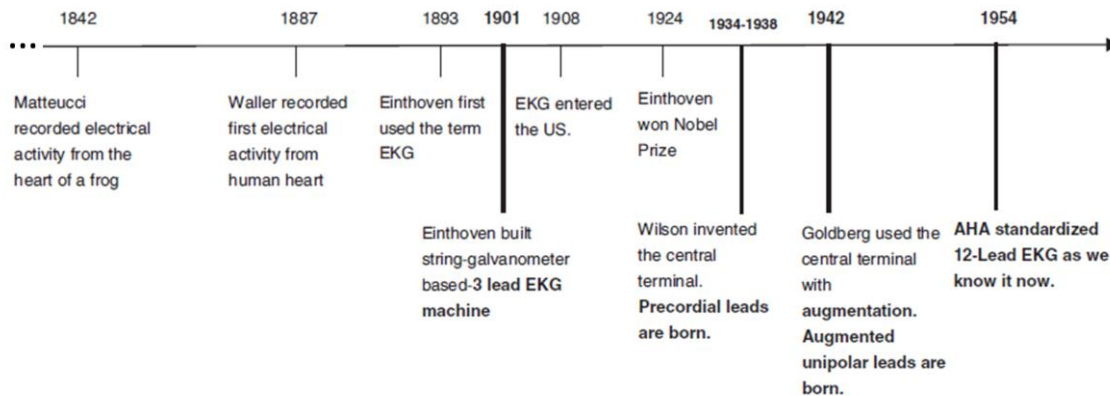 1842 1887 1893 1901 1908 1924 1934-1938 1942 1954
Matteucci
recorded electrical
activity from the
heart of a frog
Waller recorded
first electrical
activity from
human heart
Einthoven first
used the term
EKG
EKG entered
the US.
Einthoven
won Nobel
Prize
Einthoven built
string-galvanometer
based-3 lead EKG
machine
Wilson invented
the central
terminal.
Precordial leads
are born.
Goldberg used the
central terminal
with
augmentation.
Augmented
unipolar leads are
born.
AHA standardized
12-Lead EKG as we
know it now.